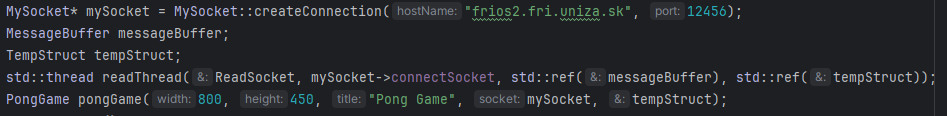 MySocket* mySocket = MySocket::createConnection( hostName: "frios2.fri.uniza.sk", port: 12456);
MessageBuffer messageBuffer;
TempStruct tempStruct;
std::thread readThread( &: ReadSocket, mySocket->connectSocket, std::ref( &: messageBuffer), std::ref( &: tempStruct));
PongGame pongGame( width: 800, height: 450, title: "Pong Game", socket: mySocket, &: tempStruct);